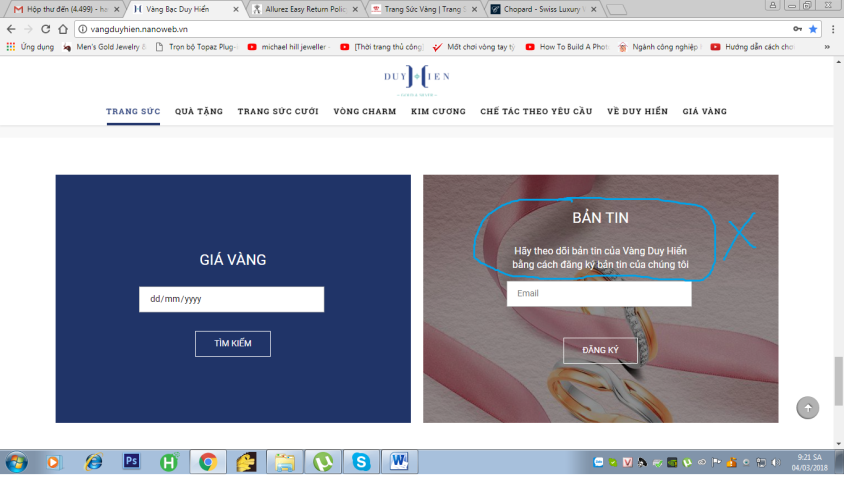 Hộp thư đến (4.499) - ha
Vàng Bạc Duy Hiển
Allurez Easy Return Polic
Trang Sức Vàng | Trang S
Chopard - Swiss Luxury
vangduyhien.nanoweb.vn
Ứng dụng
Men's Gold Jewelry &
Trọn bộ Topaz Plug-i
michael hill jeweller -
[Thời trang thủ công]
Mốt chơi vòng tay tỳ
How To Build A Phot
Ngành công nghiệp
Hướng dẫn cách chơi
»
DUY HIEN
TRANG SỨC
QUÀ TẶNG
TRANG SỨC CƯỚI
VÒNG CHARM
KIM CƯƠNG
CHẾ TÁC THEO YÊU CẦU
VỀ DUY HIỂN
GIÁ VÀNG
GIÁ VÀNG
dd/mm/yyyy
TÌM KIẾM
BẢN TIN
Hãy theo dõi bản tin của Vàng Duy Hiển
bằng cách đăng ký bản tin của chúng tôi
Email
ĐĂNG KÝ
Ps
9:21 SA
04/03/2018